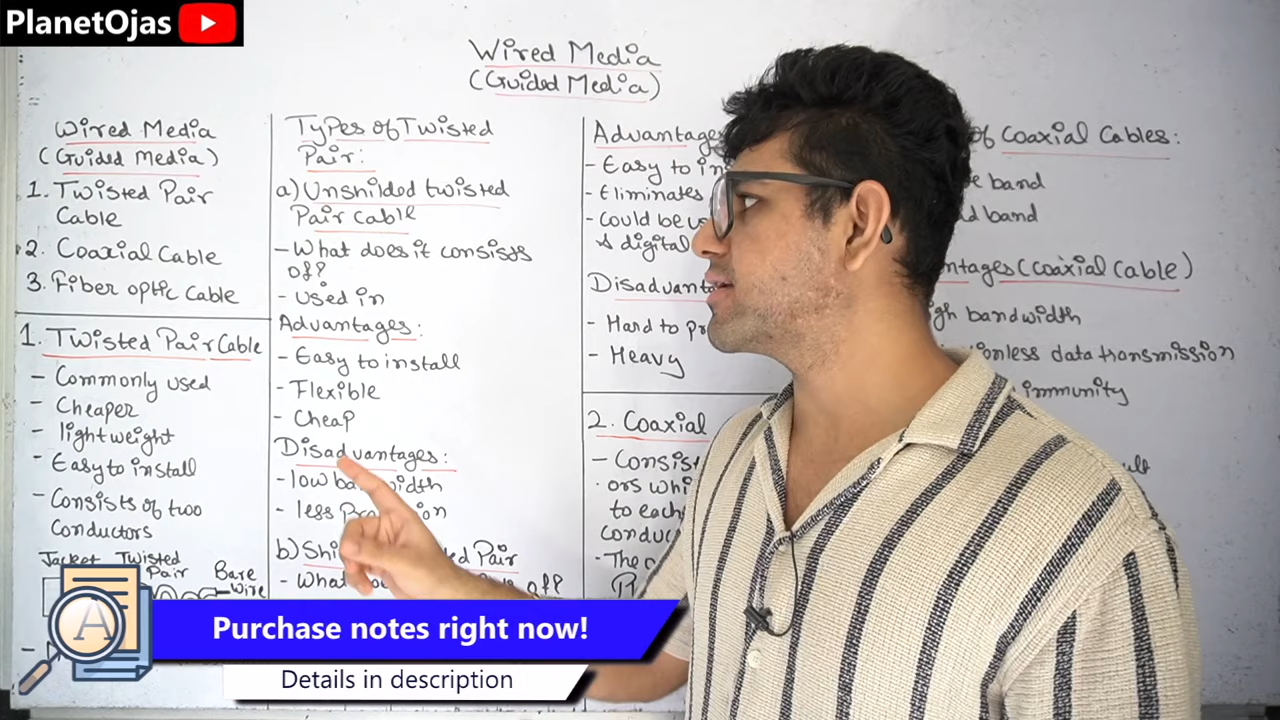 PlanetOjas
Wired Media
(Guided Media)
Wired Media
(Guided Media)
1. Twisted Pair
Cable
2. Coaxial Cable
3. Fiber optic Cable
1. Twisted Pair Cable
- Commonly used
- Cheaper
- lightweight
- Easy to install
- Consists of two
conductors
Jacket Twisted
Pair
Bare
wire
Types of Twisted
Pair:
a) Unshilded twisted
Pair Cable
- What does it consists
of?
- Used in
Advantages:
- Easy to install
- Flexible
- Cheap
Disadvantages:
- low
- less
b) Pair
- of?
Advantages
- Easy to
- Eliminates
- Could be
& digital
- Hard to
- Heavy
2. Coaxial
-
to each
- The
of Coaxial Cables:
band
band
(Coaxial Cable)
bandwidth
data transmission
immunity
Purchase notes right now!
Details in description